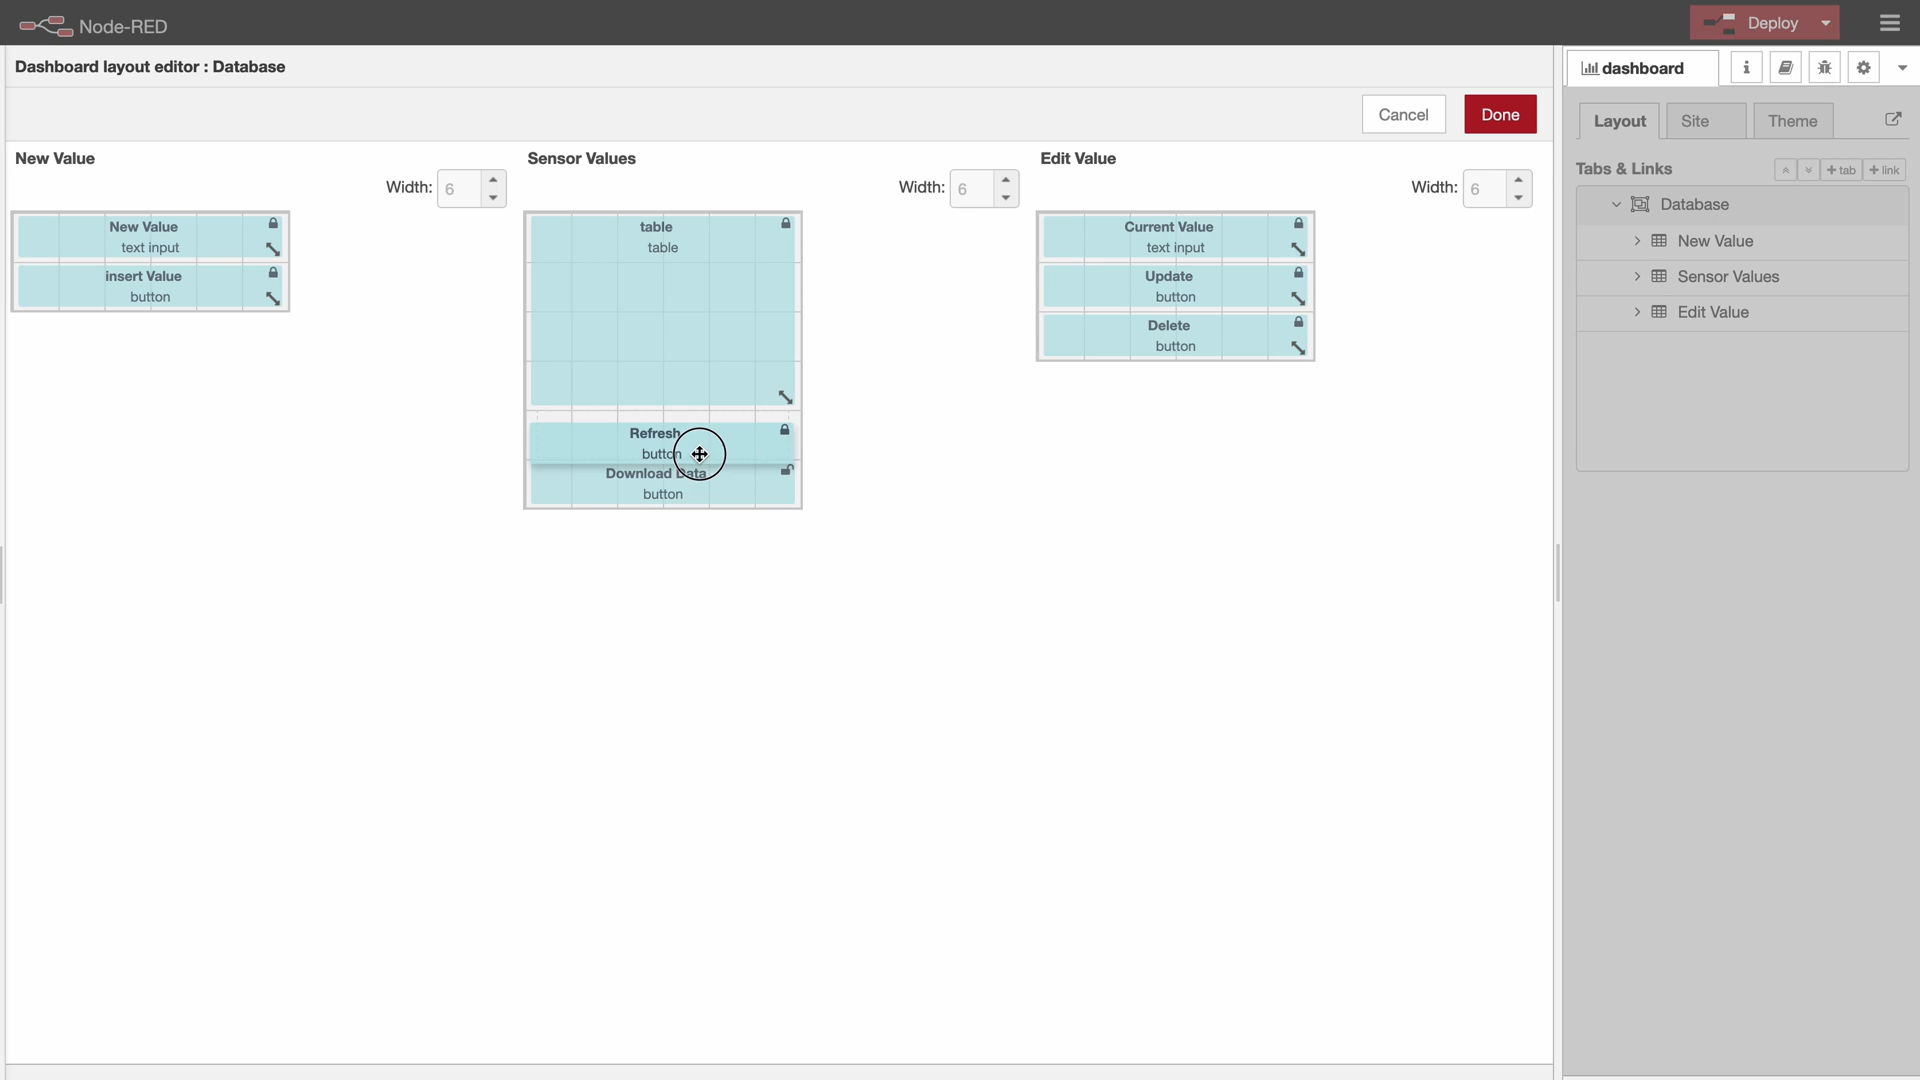 Node-RED
Deploy
Dashboard layout editor : Database
dashboard
Cancel
Done
Layout
Site
Theme
New Value
Sensor Values
Edit Value
Tabs & Links
tab
link
Width: 6
Width: 6
Width: 6
New Value
text input
insert Value
button
table
table
Refresh
button
Download Data
button
Current Value
text input
Update
button
Delete
button
Database
New Value
Sensor Values
Edit Value